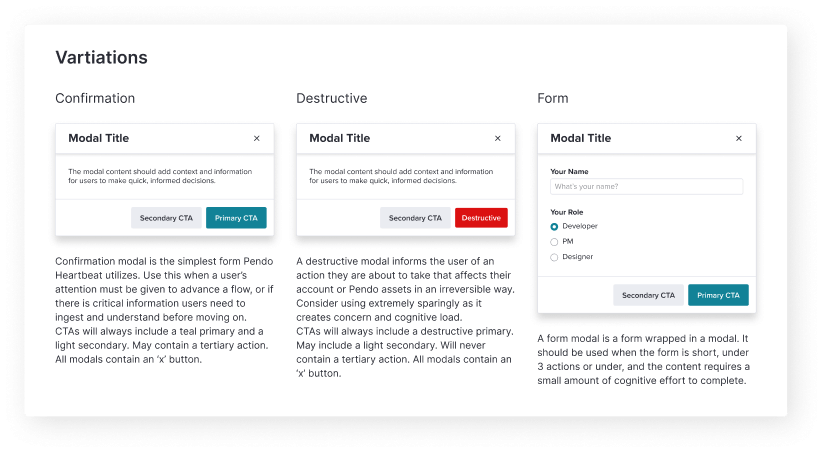 Vartiations
Confirmation
Modal Title
×
The modal content should add context and information
for users to make quick, informed decisions.
Secondary CTA
Primary CTA
Confirmation modal is the simplest form Pendo
Heartbeat utilizes. Use this when a user's
attention must be given to advance a flow, or if
there is critical information users need to
ingest and understand before moving on.
CTAs will always include a teal primary and a
light secondary. May contain a tertiary action.
All modals contain an 'x' button.
Destructive
Modal Title
×
The modal content should add context and information
for users to make quick, informed decisions.
Secondary CTA
Destructive
A destructive modal informs the user of an
action they are about to take that affects their
account or Pendo assets in an irreversible way.
Consider using extremely sparingly as it
creates concern and cognitive load.
CTAs will always include a destructive primary.
May include a light secondary. Will never
contain a tertiary action. All modals contain an
'x' button.
Form
Modal Title
×
Your Name
What's your name?
Your Role
Developer
PM
Designer
Secondary CTA
Primary CTA
A form modal is a form wrapped in a modal. It
should be used when the form is short, under
3 actions or under, and the content requires a
small amount of cognitive effort to complete.